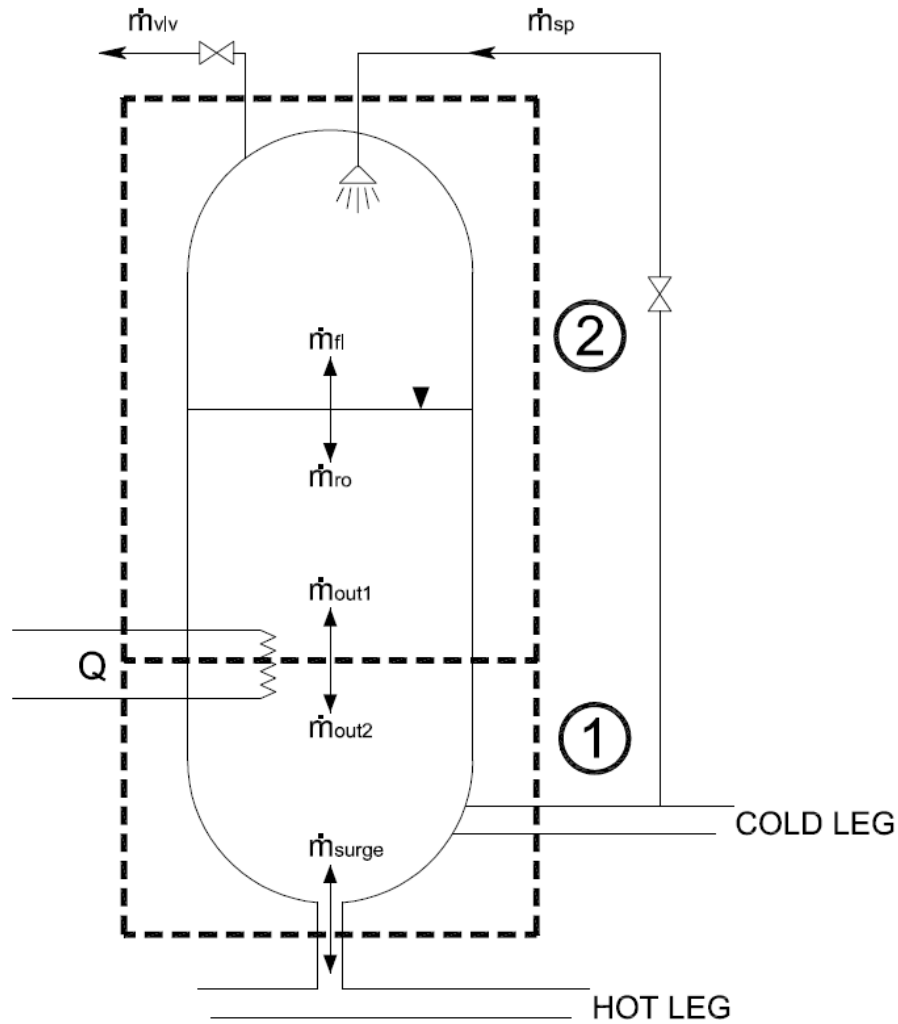 ṁvlv
ṁsp
ṁfl
2
ṁro
ṁout1
Q
ṁout2
1
ṁsurge
COLD LEG
HOT LEG